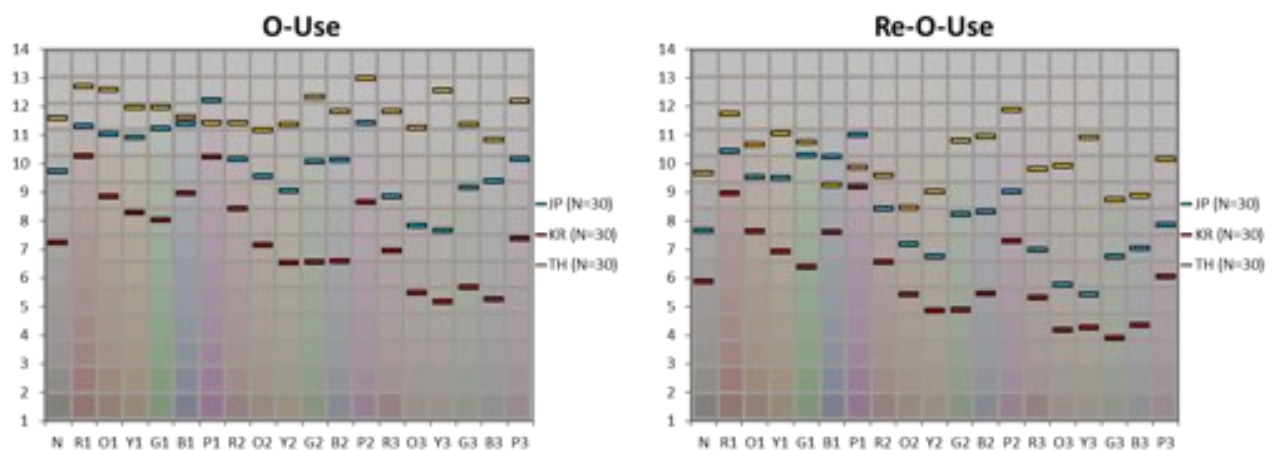 O-Use
14
13
12
11
10
9
8
7
6
5
4
3
2
1
N R1 O1 Y1 G1 B1 P1 R2 O2 Y2 G2 B2 P2 R3 O3 Y3 G3 B3 P3
JP (N=30)
KR (N=30)
TH (N=30)
Re-O-Use
14
13
12
11
10
9
8
7
6
5
4
3
2
1
N R1 O1 Y1 G1 B1 P1 R2 O2 Y2 G2 B2 P2 R3 O3 Y3 G3 B3 P3
JP (N=30)
KR (N=30)
TH (N=30)